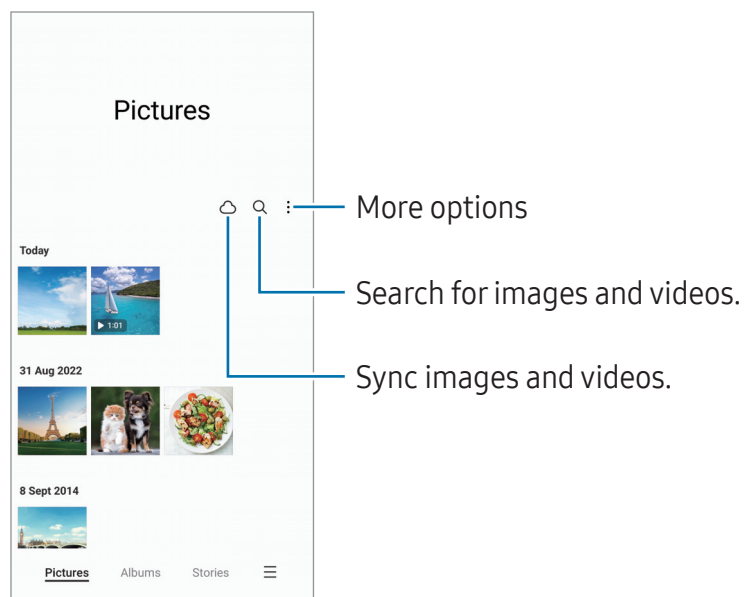 Pictures
More options
Today
Search for images and videos.
1:01
31 Aug 2022
Sync images and videos.
8 Sept 2014
Pictures Albums Stories